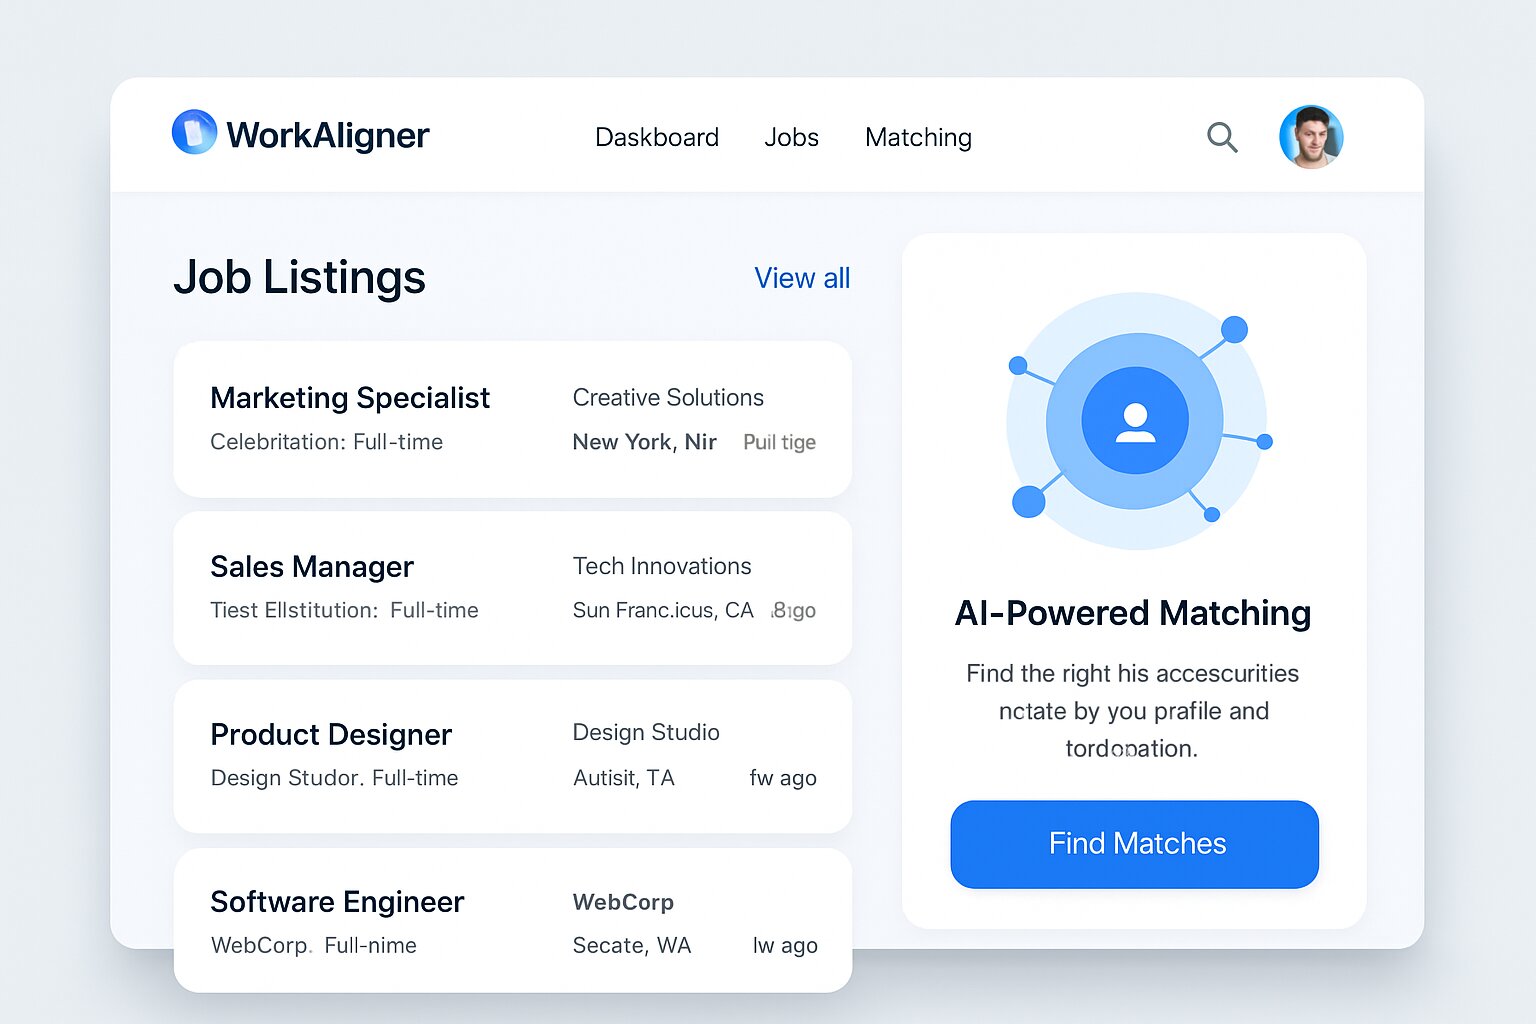 WorkAligner
Daskboard Jobs Matching
Job Listings
View all
Marketing Specialist
Creative Solutions
Celebritation: Full-time
New York, Nir
Puil tige
Sales Manager
Tech Innovations
Tiest Ellstitution: Full-time
Sun Franc.icus, CA
Product Designer
Design Studio
Design Studor. Full-time
Autisit, TA
fw ago
Software Engineer
WebCorp
WebCorp. Full-nime
Secate, WA
lw ago
AI-Powered Matching
Find the right his accescurities
nctate by you prafile and
tordopation.
Find Matches